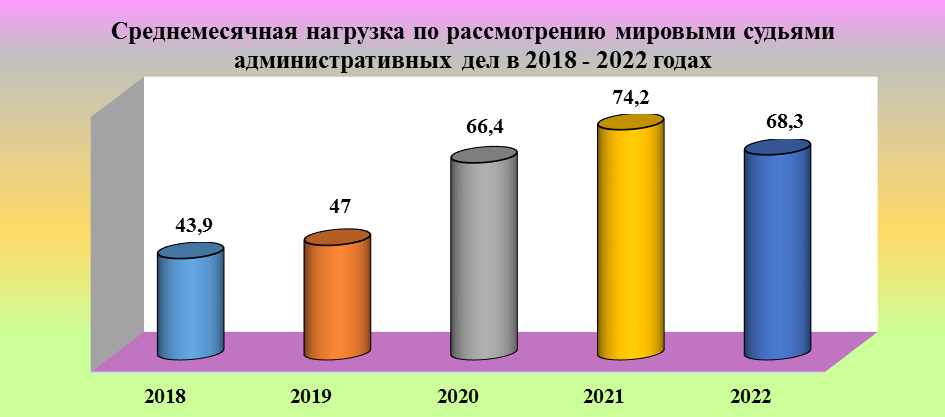 Среднемесячная нагрузка по рассмотрению мировыми судьями
административных дел в 2018 - 2022 годах
74,2
66,4
68,3
47
43,9
2018 2019 2020 2021 2022